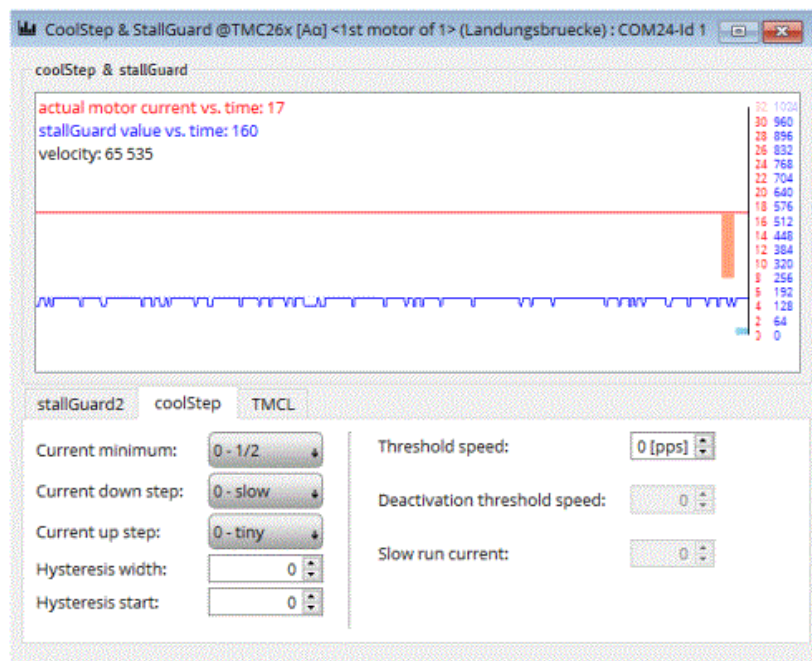 CoolStep & StallGuard @TMC26x [Aα] <1st motor of 1> (Landungsbruecke) : COM24-Id 1
coolStep & stallGuard
actual motor current vs. time: 17
stallGuard value vs. time: 160
velocity: 65 535
32 1024
30 960
28 896
26 832
24 768
22 704
20 640
18 576
16 512
14 448
12 384
10 320
8 256
6 192
4 128
2 64
0 0
stallGuard2 coolStep TMCL
Current minimum: 0 - 1/2
Current down step: 0 - slow
Current up step: 0 - tiny
Hysteresis width: 0
Hysteresis start: 0
Threshold speed: 0 [pps]
Deactivation threshold speed: 0
Slow run current: 0